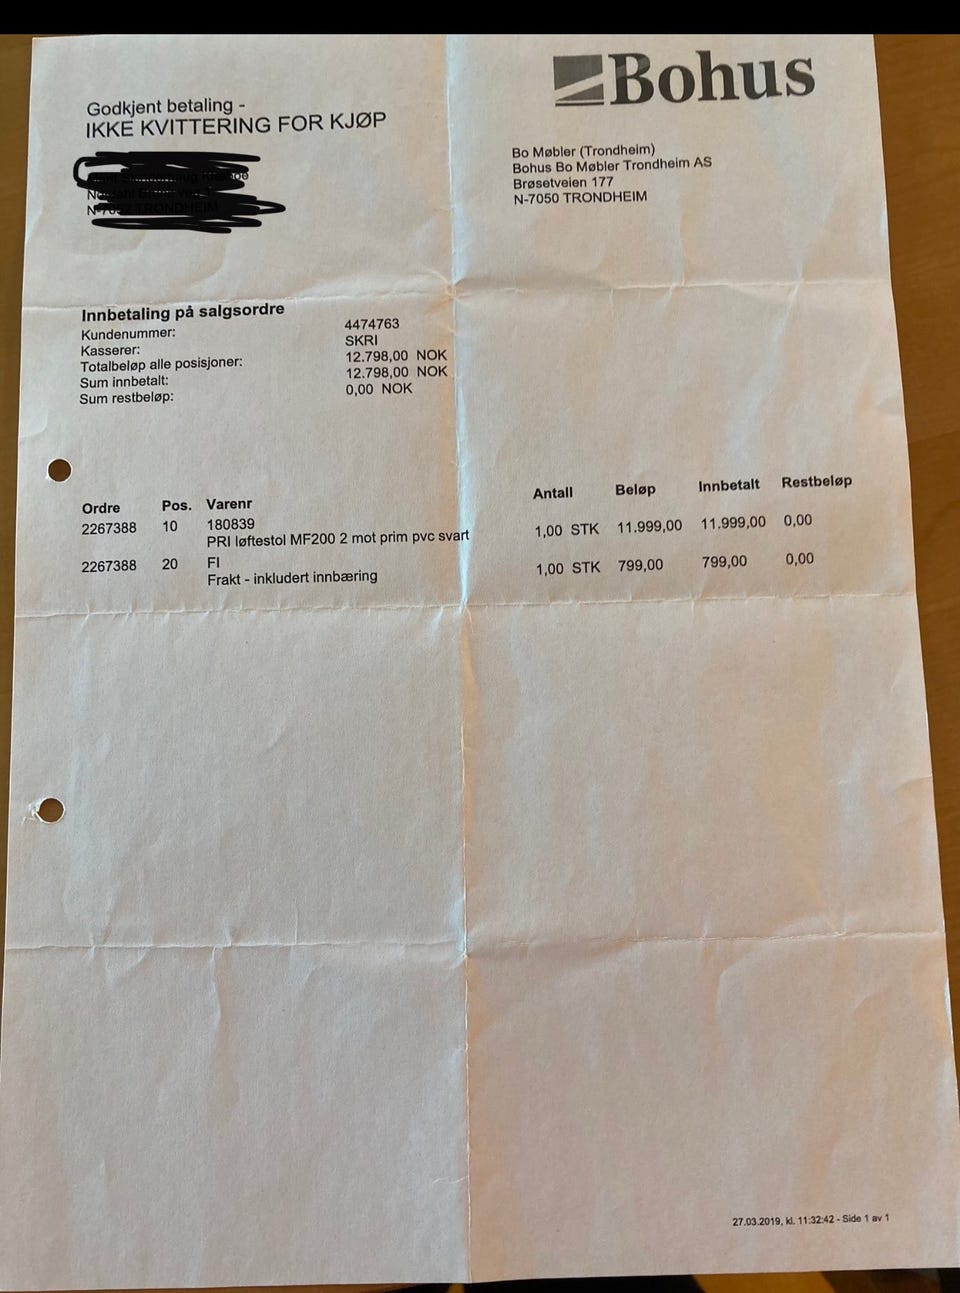 Bohus
Godkjent betaling -
IKKE KVITTERING FOR KJØP
N-7052 TRONDHEIM
Bo Møbler (Trondheim)
Bohus Bo Møbler Trondheim AS
Brøsetveien 177
N-7050 TRONDHEIM
Innbetaling på salgsordre
Kundenummer: 4474763
Kasserer: SKRI
Totalbeløp alle posisjoner: 12.798,00 NOK
Sum innbetalt: 12.798,00 NOK
Sum restbeløp: 0,00 NOK
Ordre Pos. Varenr Antall Beløp Innbetalt Restbeløp
2267388 10 180839 1,00 STK 11.999,00 11.999,00 0,00
PRI løftestol MF200 2 mot prim pvc svart
2267388 20 FI 1,00 STK 799,00 799,00 0,00
Frakt - inkludert innbæring
27.03.2019, kl. 11:32:42 - Side 1 av 1